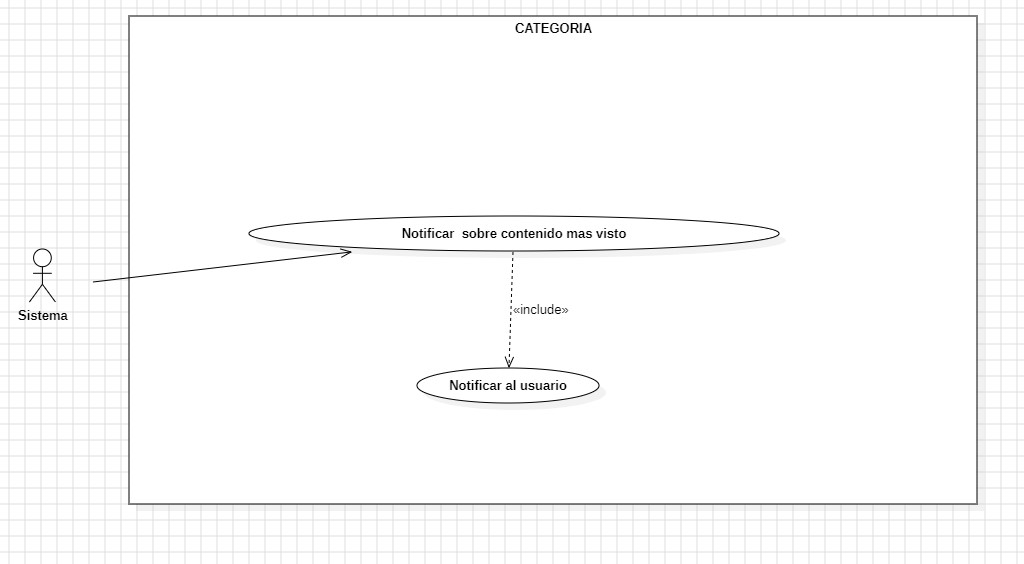 CATEGORIA
Notificar  sobre contenido mas visto
Sistema
«include»
Notificar al usuario